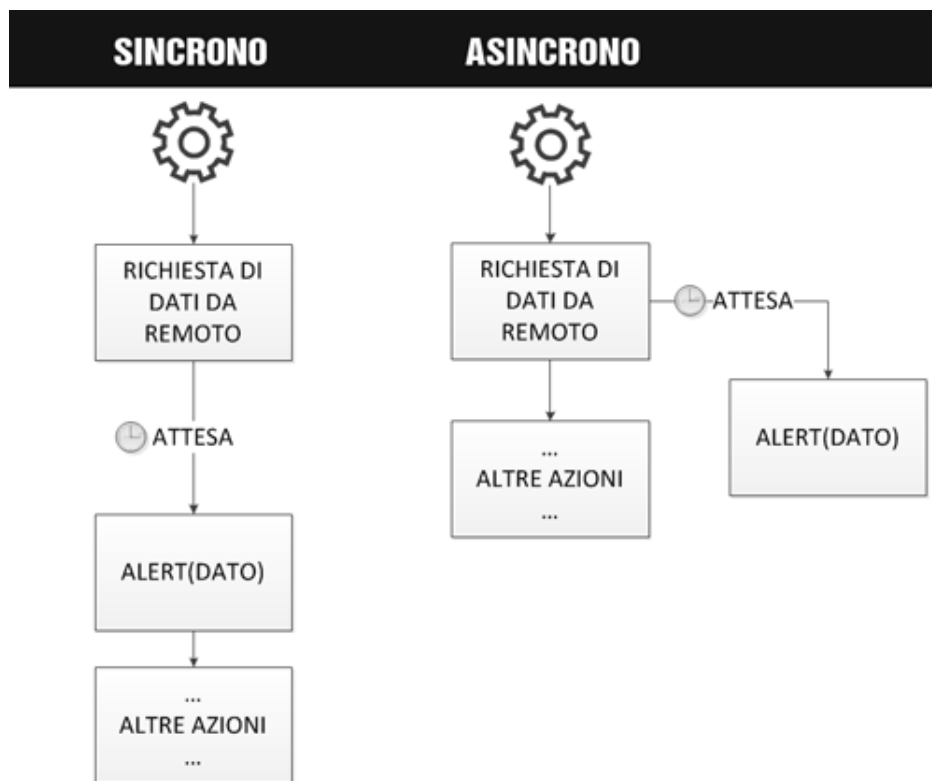 SINCRONO
ASINCRONO
RICHIESTA DI
DATI DA
REMOTO
ATTESA
ALERT(DATO)
...
ALTRE AZIONI
...
RICHIESTA DI
DATI DA
REMOTO
ATTESA
ALERT(DATO)
...
ALTRE AZIONI
...